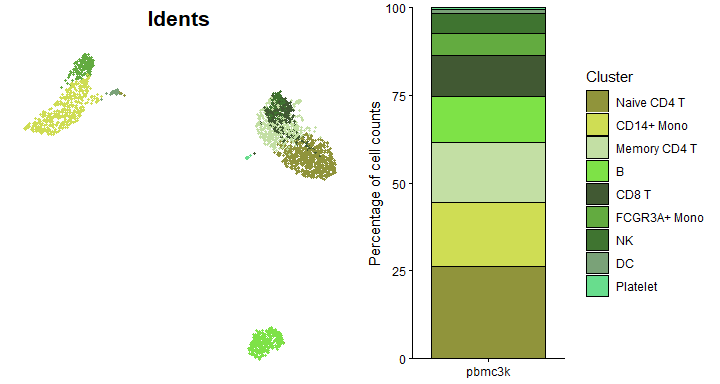 Idents
Percentage of cell counts
100
75
50
25
0
pbmc3k
Cluster
Naive CD4 T
CD14+ Mono
Memory CD4 T
B
CD8 T
FCGR3A+ Mono
NK
DC
Platelet